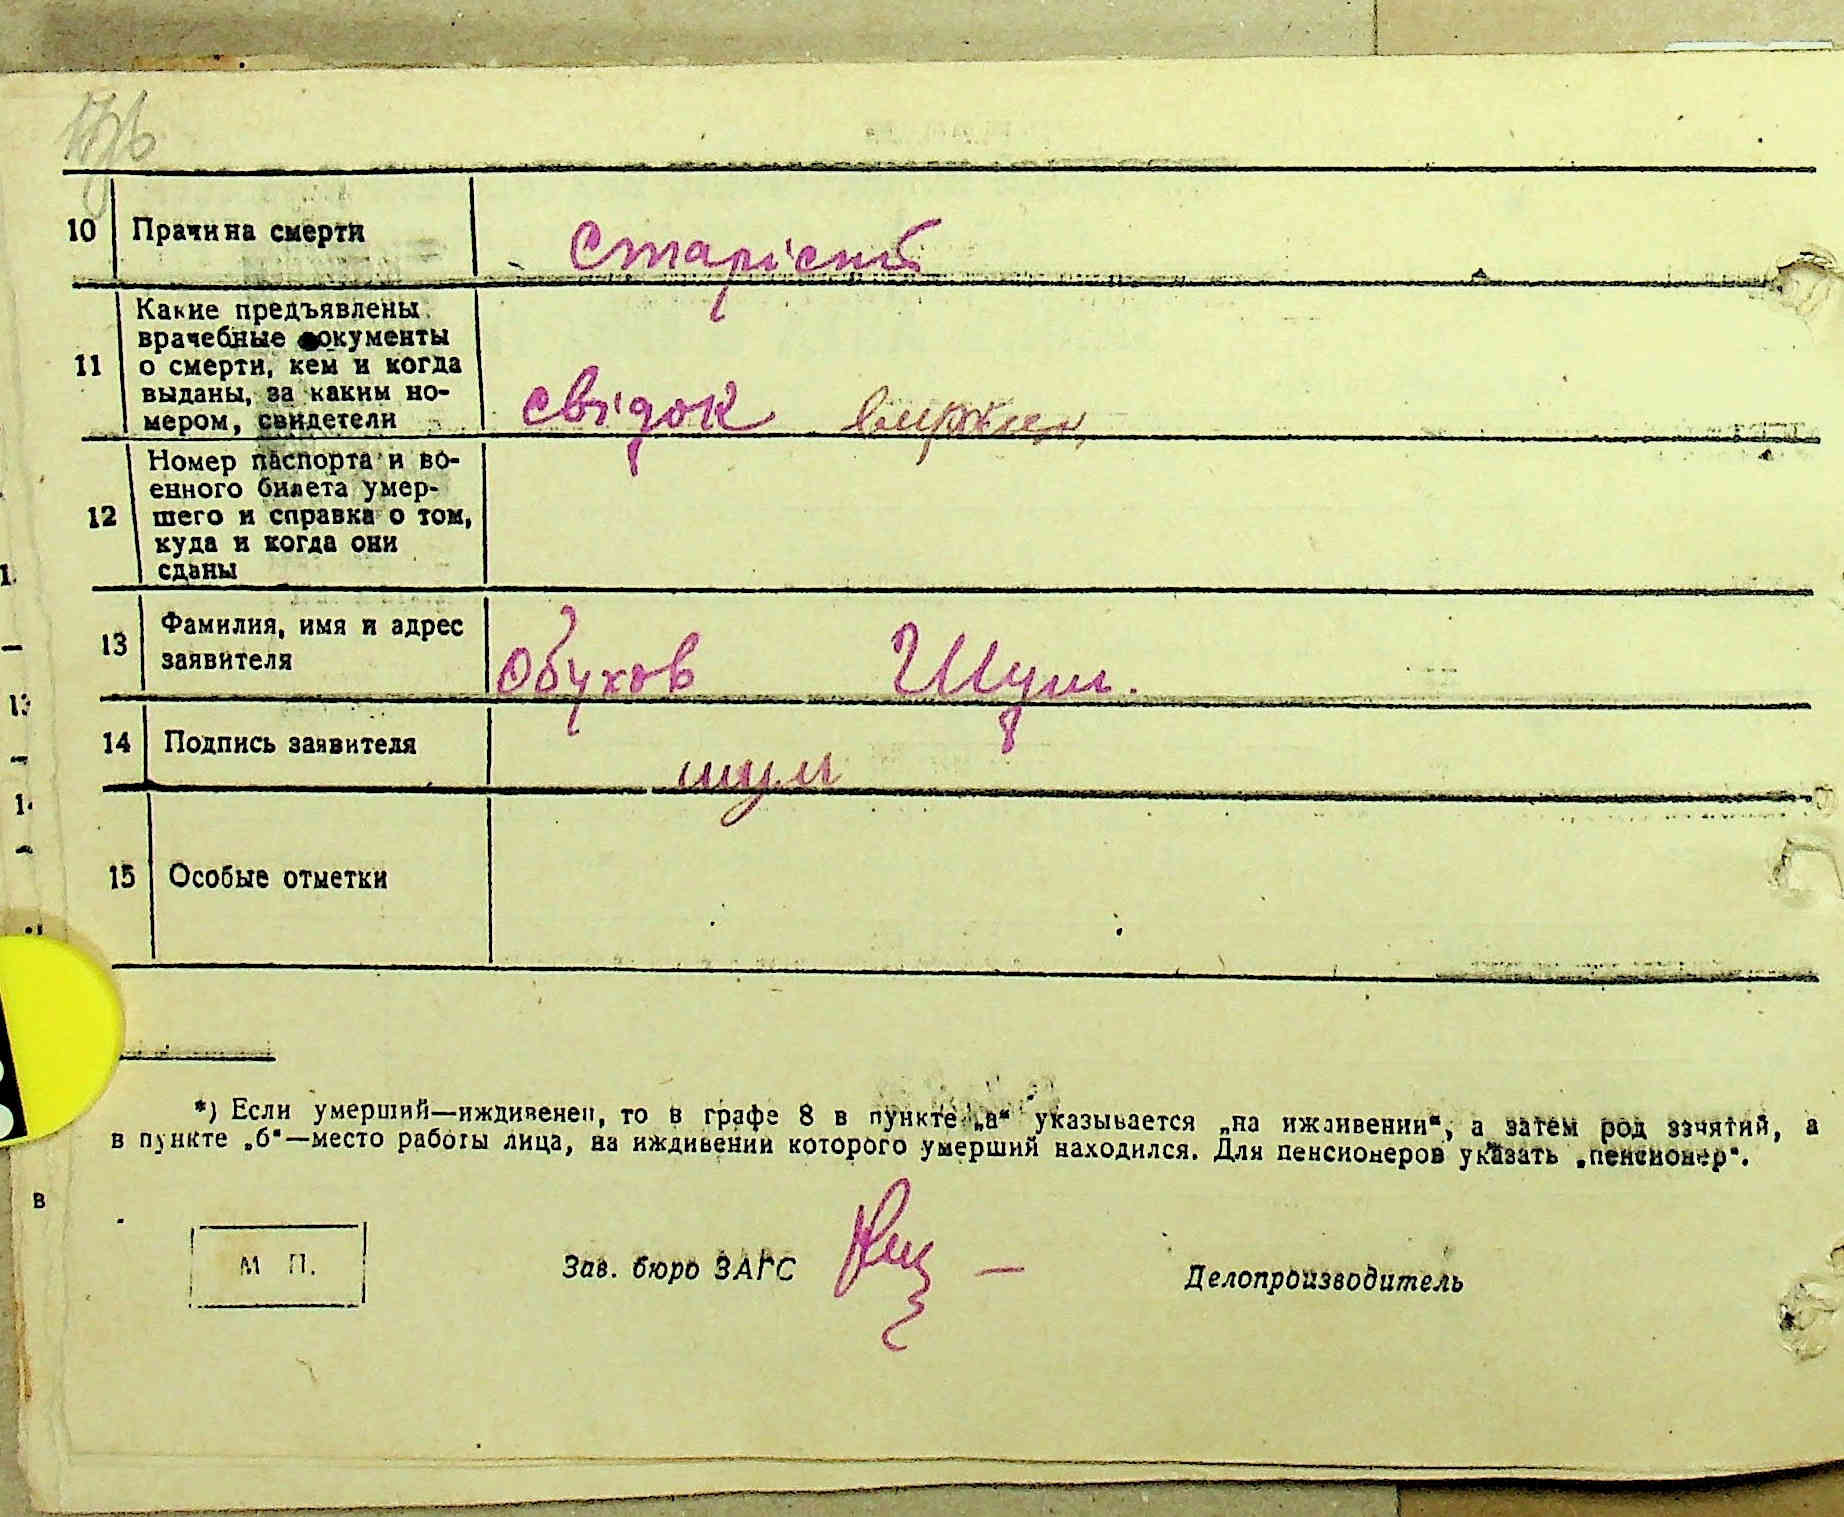 10 Причина смерти старість
11 Какие предъявлены
врачебные документы
о смерти, кем и когда
выданы, за каким но-
мером, свидетели свідок
12 Номер паспорта и во-
енного билета умер-
шего и справка о том,
куда и когда они
сданы
13 Фамилия, имя и адрес
заявителя Обухов Шум.
14 Подпись заявителя шум
15 Особые отметки
*) Если умерший—иждивенец, то в графе 8 в пункте „а“ указывается „на иждивении“, а затем род занятий, а
в пункте „б“—место работы лица, на иждивении которого умерший находился. Для пенсионеров указать „пенсионер“.
в
М П.
Зав. бюро ЗАГС
Делопроизводитель